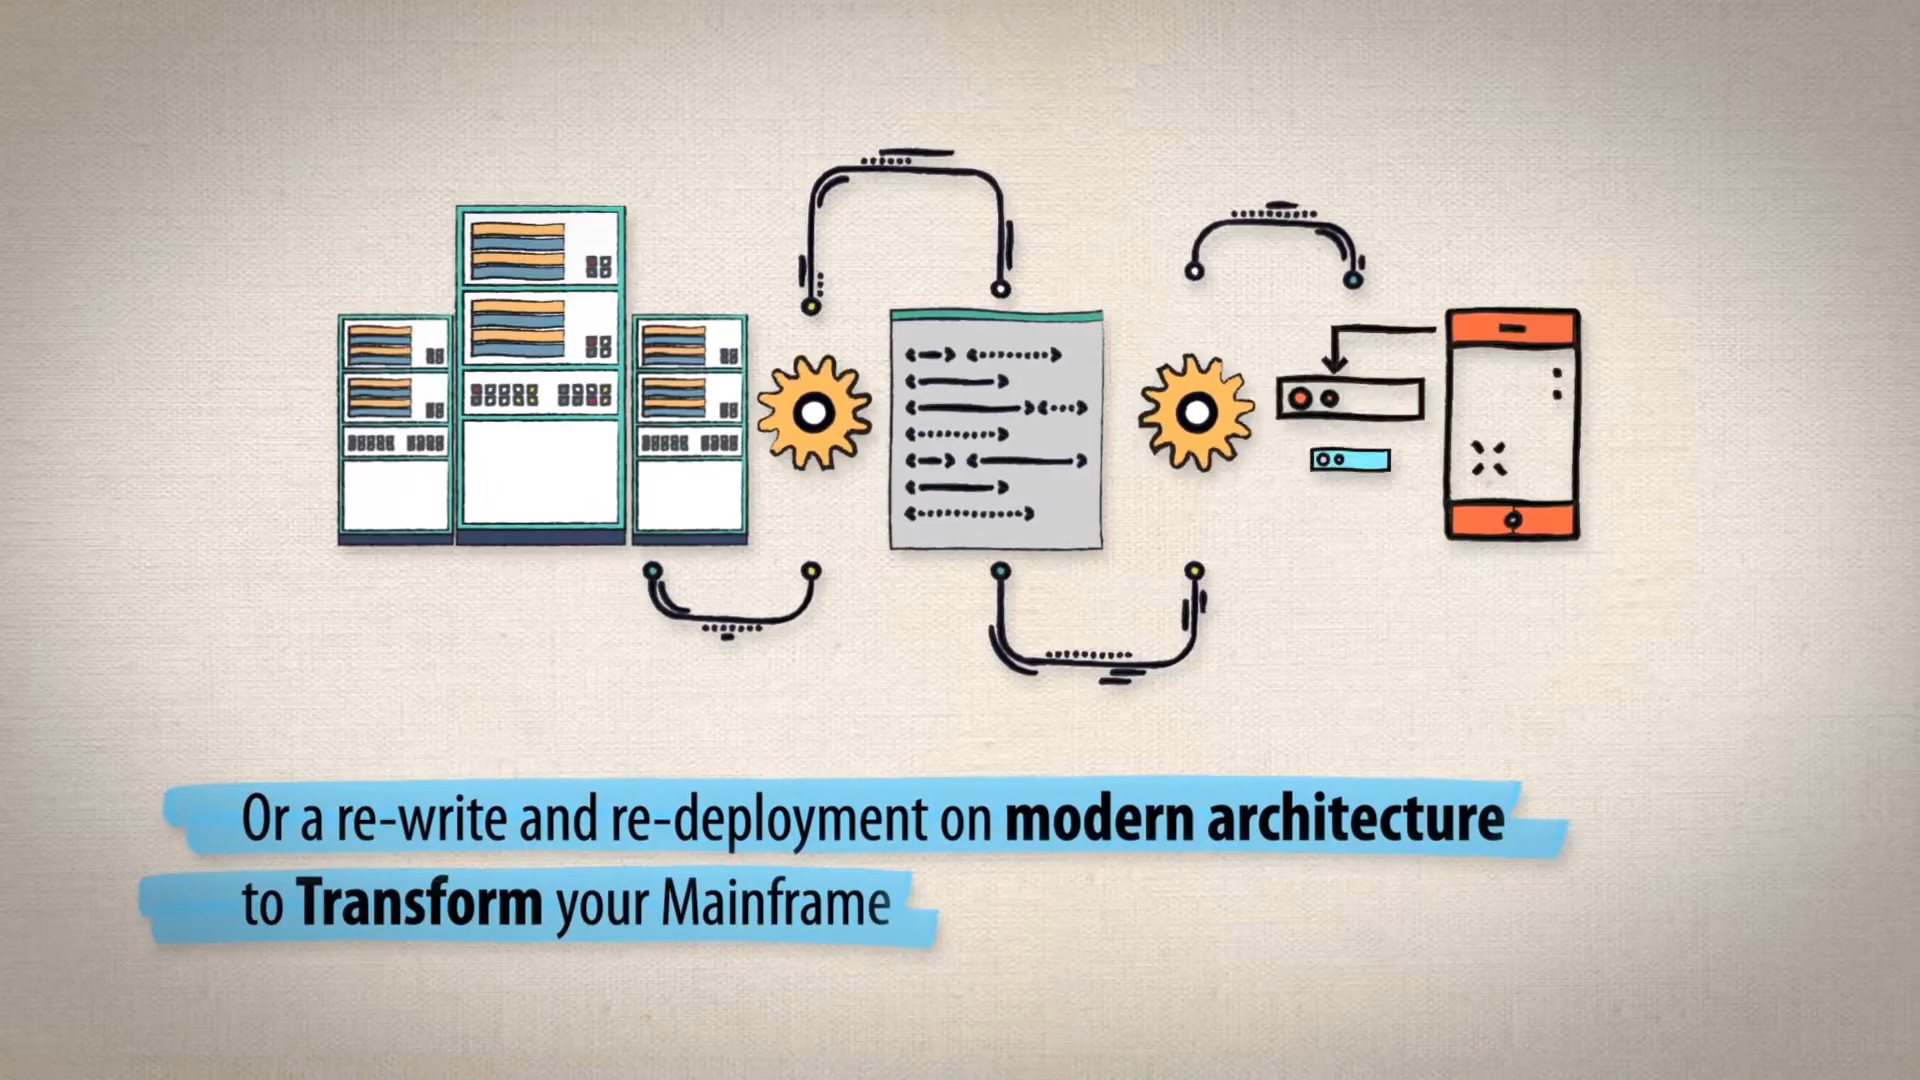 Or a re-write and re-deployment on modern architecture
to Transform your Mainframe